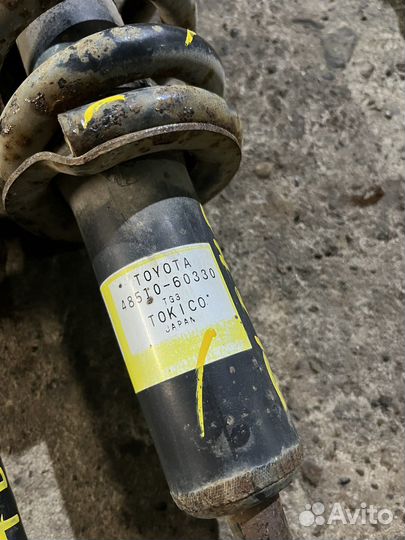 TOYOTA
48510-60330
TG3
TOKICO
JAPAN
Avito